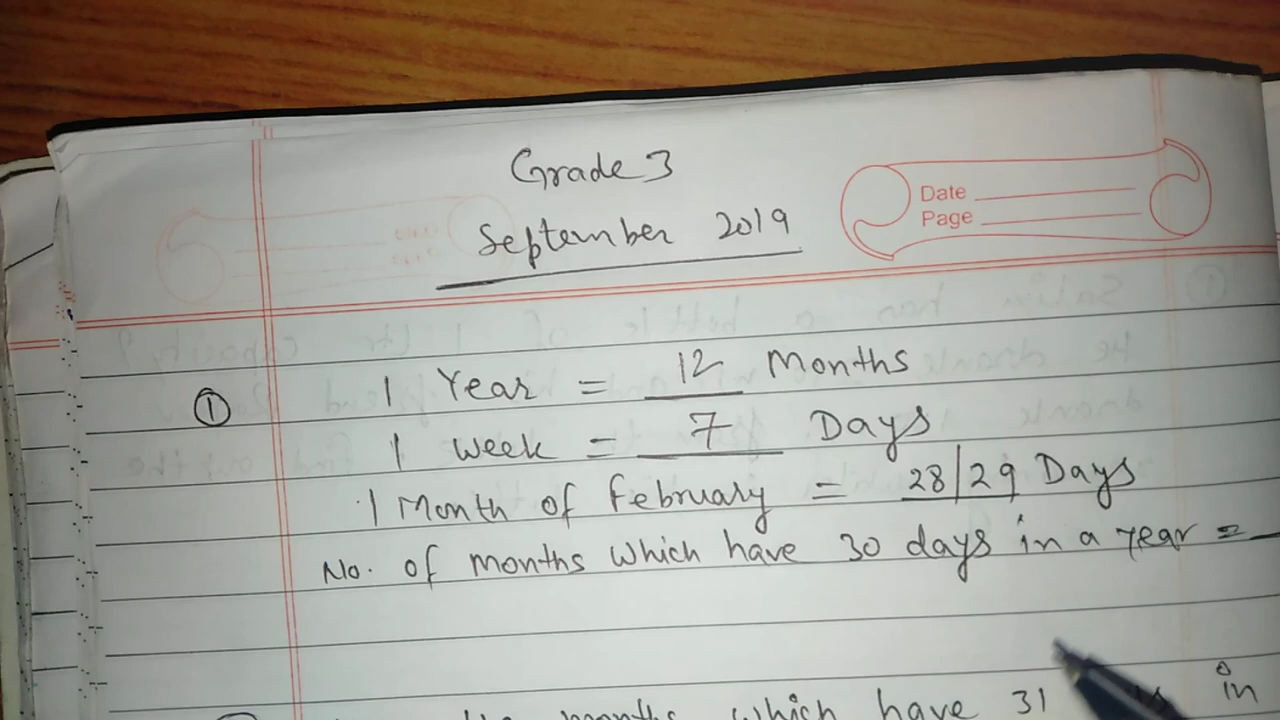 Grade 3
September 2019
Date
Page
① 1 Year = 12 Months
1 week = 7 Days
1 Month of February = 28/29 Days
No. of months which have 30 days in a year =
months which have 31 in